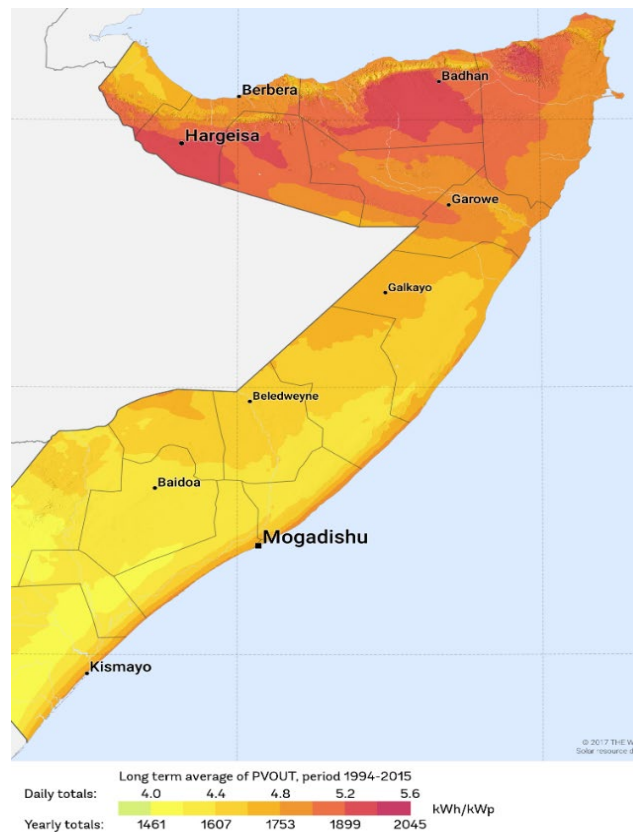 Berbera
Badhan
Hargeisa
Garowe
Galkayo
Beledweyne
Baidoa
Mogadishu
Kismayo
© 2017 THE W
Solar resource d
Long term average of PVOUT, period 1994-2015
Daily totals: 4.0 4.4 4.8 5.2 5.6
kWh/kWp
Yearly totals: 1461 1607 1753 1899 2045